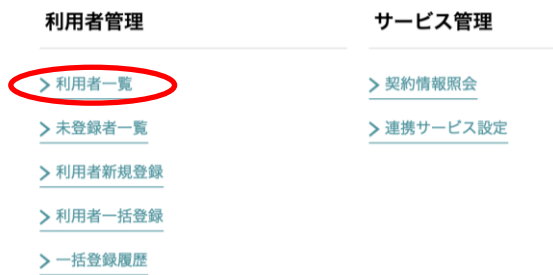 利用者管理
利用者一覧
未登録者一覧
利用者新規登録
利用者一括登録
一括登録履歴
サービス管理
契約情報照会
連携サービス設定